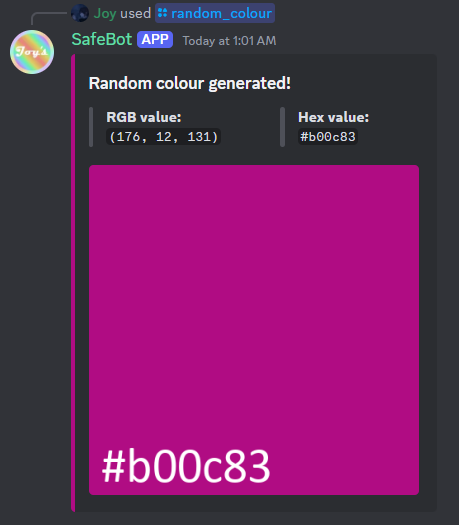 Joy used random_colour
Joy's
SafeBot APP Today at 1:01 AM
Random colour generated!
RGB value: Hex value:
(176, 12, 131) #b00c83
#b00c83